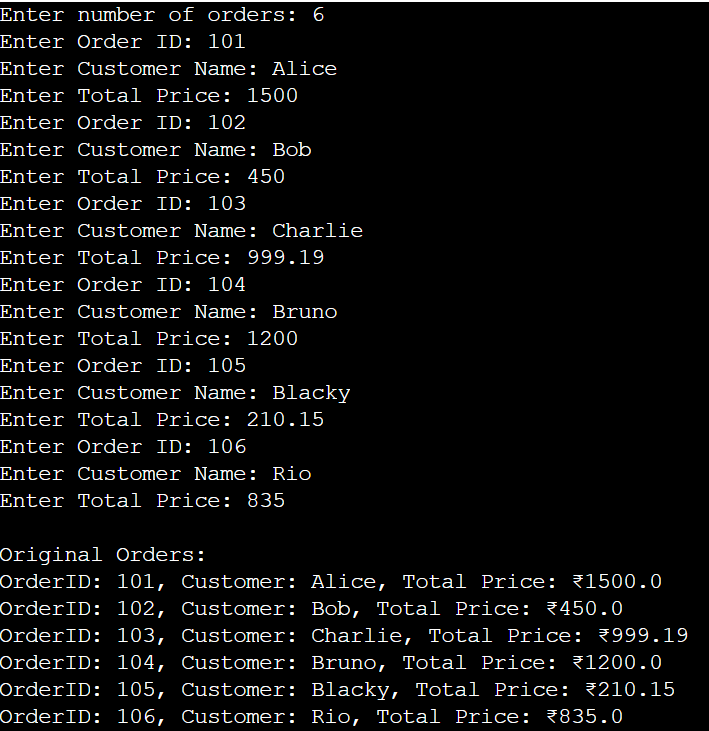 Enter number of orders: 6
Enter Order ID: 101
Enter Customer Name: Alice
Enter Total Price: 1500
Enter Order ID: 102
Enter Customer Name: Bob
Enter Total Price: 450
Enter Order ID: 103
Enter Customer Name: Charlie
Enter Total Price: 999.19
Enter Order ID: 104
Enter Customer Name: Bruno
Enter Total Price: 1200
Enter Order ID: 105
Enter Customer Name: Blacky
Enter Total Price: 210.15
Enter Order ID: 106
Enter Customer Name: Rio
Enter Total Price: 835
Original Orders:
OrderID: 101, Customer: Alice, Total Price: ₹1500.0
OrderID: 102, Customer: Bob, Total Price: ₹450.0
OrderID: 103, Customer: Charlie, Total Price: ₹999.19
OrderID: 104, Customer: Bruno, Total Price: ₹1200.0
OrderID: 105, Customer: Blacky, Total Price: ₹210.15
OrderID: 106, Customer: Rio, Total Price: ₹835.0